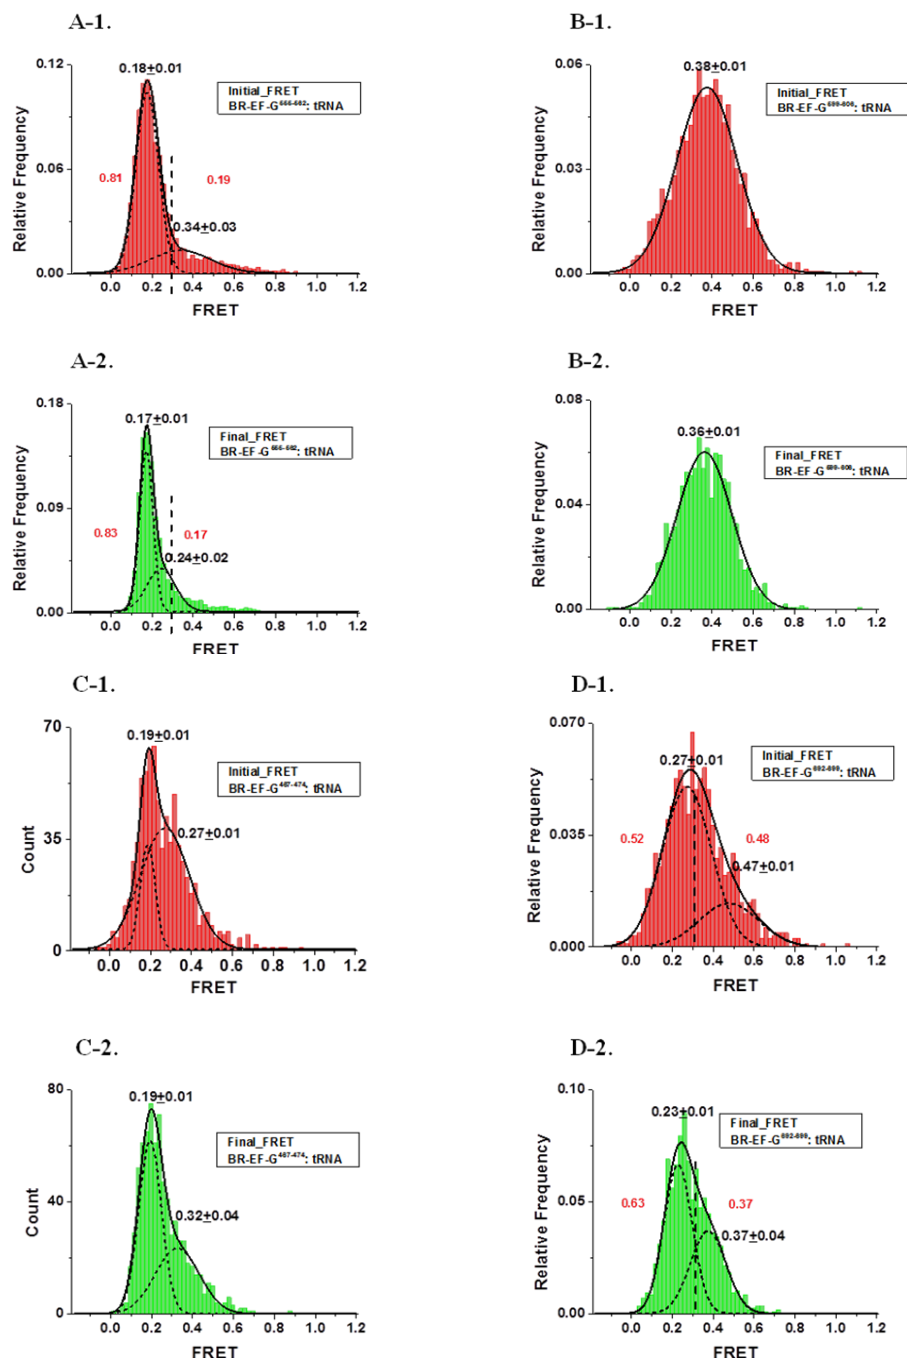 A-1.
0.12
0.06
0.00
Relative Frequency
0.18±0.01
Initial_FRET
BR-EF-G : tRNA
0.81
0.19
0.34±0.03
0.0 0.2 0.4 0.6 0.8 1.0 1.2
FRET
B-1.
0.06
0.03
0.00
Relative Frequency
0.38±0.01
Initial_FRET
BR-EF-G : tRNA
0.0 0.2 0.4 0.6 0.8 1.0 1.2
FRET
A-2.
0.18
0.09
0.00
Relative Frequency
0.17±0.01
Final_FRET
BR-EF-G : tRNA
0.83
0.17
0.24±0.02
0.0 0.2 0.4 0.6 0.8 1.0 1.2
FRET
B-2.
0.08
0.04
0.00
Relative Frequency
0.36±0.01
Final_FRET
BR-EF-G : tRNA
0.0 0.2 0.4 0.6 0.8 1.0 1.2
FRET
C-1.
70
35
0
Count
0.19±0.01
Initial_FRET
BR-EF-G467-474: tRNA
0.27±0.01
0.0 0.2 0.4 0.6 0.8 1.0 1.2
FRET
D-1.
0.070
0.035
0.000
Relative Frequency
0.27±0.01
Initial_FRET
BR-EF-G692-699: tRNA
0.52
0.48
0.47±0.01
0.0 0.2 0.4 0.6 0.8 1.0 1.2
FRET
C-2.
80
40
0
Count
0.19±0.01
Final_FRET
BR-EF-G467-474: tRNA
0.32±0.04
0.0 0.2 0.4 0.6 0.8 1.0 1.2
FRET
D-2.
0.10
0.05
0.00
Relative Frequency
0.23±0.01
Final_FRET
BR-EF-G692-699: tRNA
0.63
0.37
0.37±0.04
0.0 0.2 0.4 0.6 0.8 1.0 1.2
FRET